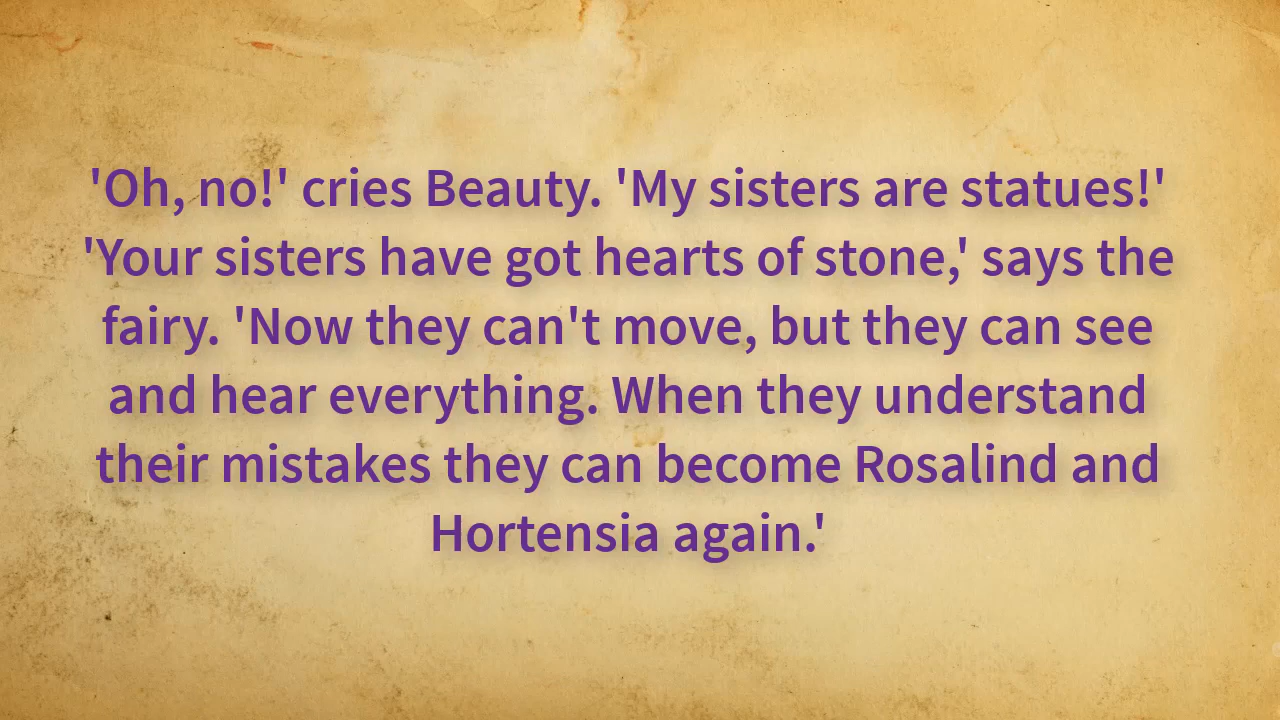 'Oh, no!' cries Beauty. 'My sisters are statues!'
'Your sisters have got hearts of stone,' says the
fairy. 'Now they can't move, but they can see
and hear everything. When they understand
their mistakes they can become Rosalind and
Hortensia again.'